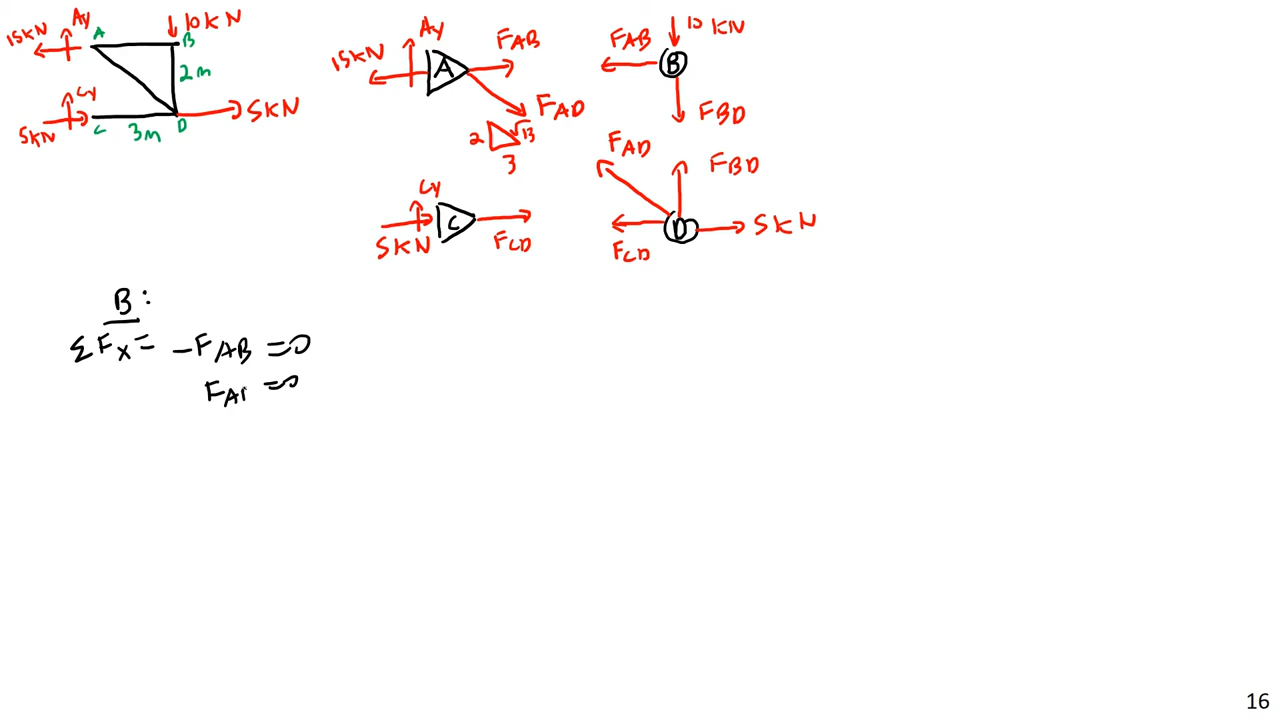 15KN
Ay
A
10KN
B
2m
Cy
5KN
C
3m
D
5KN
15KN
Ay
A
FAB
FAD
2
√13
3
FAB
10 KN
B
FBD
Cy
5KN
C
FCD
FAD
FBD
D
5KN
FCD
B:
ΣFx= -FAB =0
=0
16